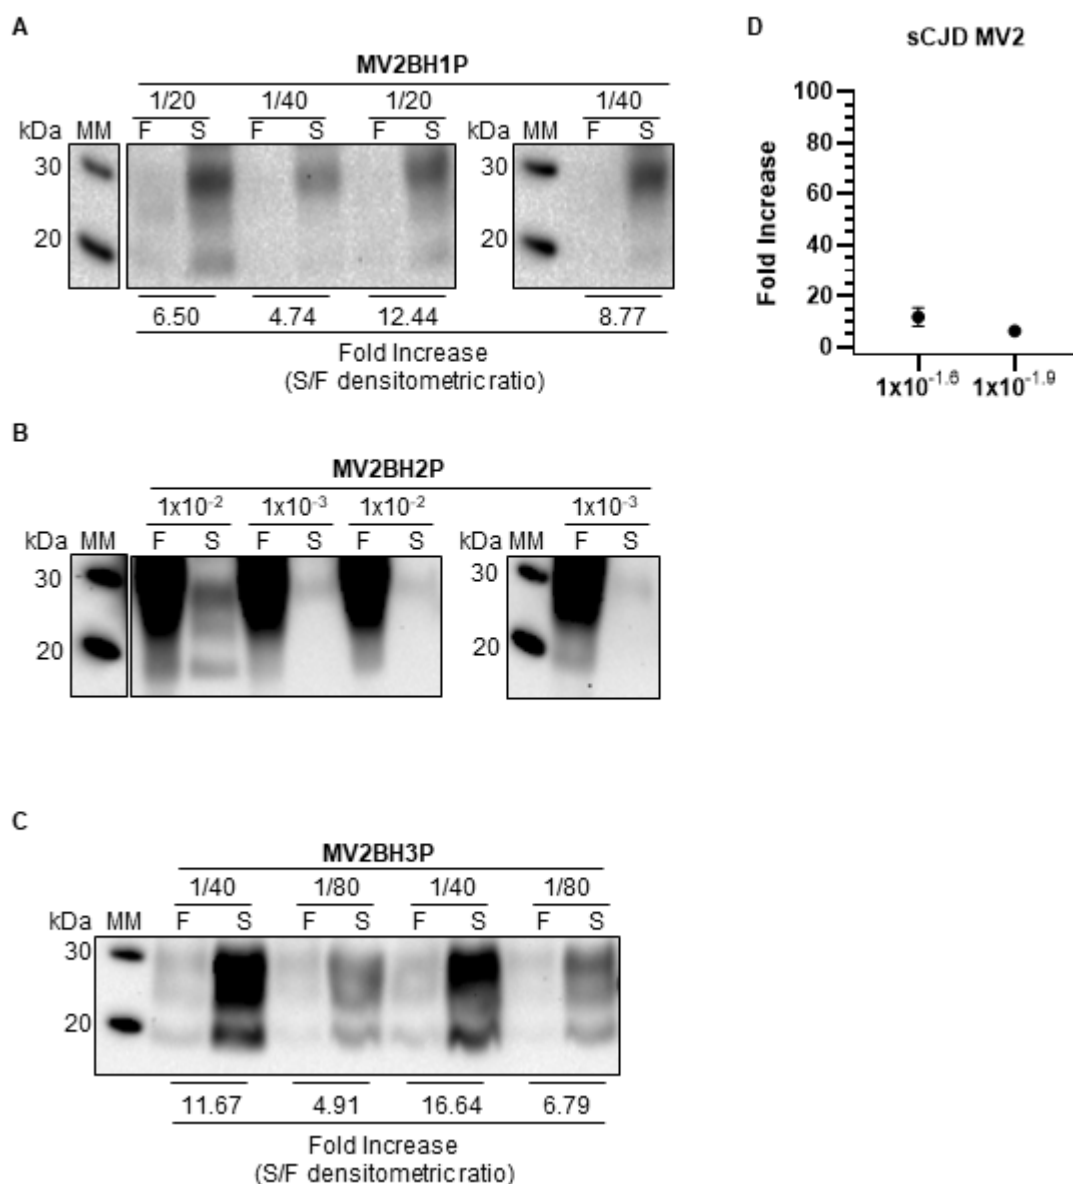 A
MV2BH1P
1/20 1/40 1/20 1/40
kDa MM F S F S F S MM F S
30 30
20 20
6.50 4.74 12.44 8.77
Fold Increase
(S/F densitometric ratio)
D
sCJD MV2
Fold Increase
100
80
60
40
20
0
1x10⁻¹·⁶ 1x10⁻¹·⁹
B
MV2BH2P
1x10⁻² 1x10⁻³ 1x10⁻² 1x10⁻³
kDa MM F S F S F S kDa MM F S
30 30
20 20
C
MV2BH3P
1/40 1/80 1/40 1/80
kDa MM F S F S F S F S
30
20
11.67 4.91 16.64 6.79
Fold Increase
(S/F densitometric ratio)